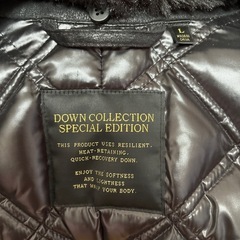 L
DOWN COLLECTION
SPECIAL EDITION
THIS PRODUCT USES RESILIENT.
HEAT-RETAINING.
QUICK-RECOVERY DOWN.
ENJOY THE SOFTNESS
AND LIGHTNESS
THAT WARM YOUR BODY.